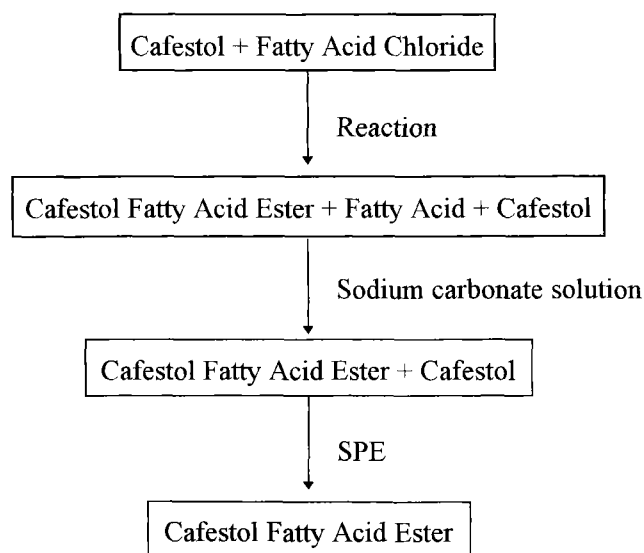 Cafestol + Fatty Acid Chloride
Reaction
Cafestol Fatty Acid Ester + Fatty Acid + Cafestol
Sodium carbonate solution
Cafestol Fatty Acid Ester + Cafestol
SPE
Cafestol Fatty Acid Ester